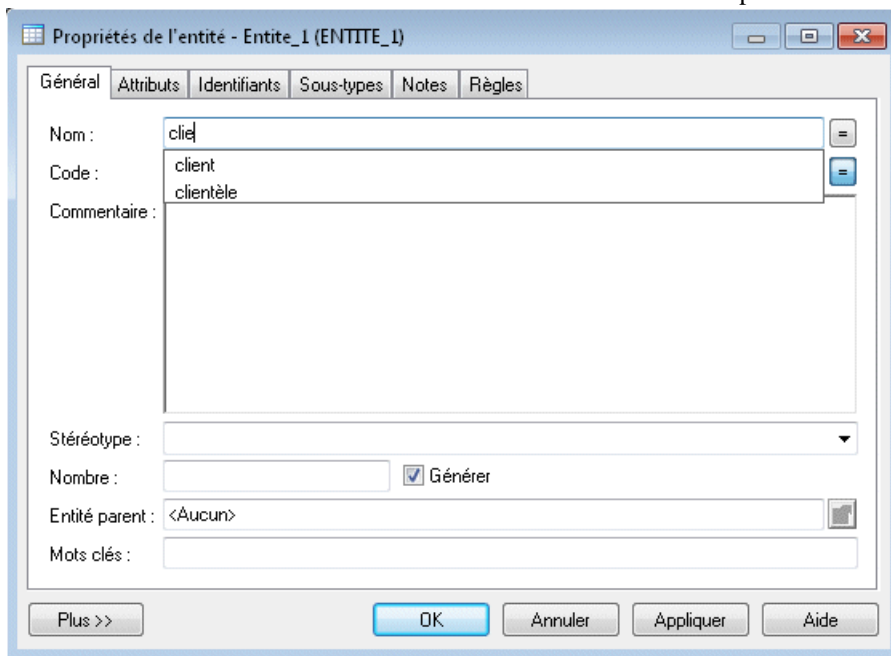 Propriétés de l'entité - Entite_1 (ENTITE_1)
Général Attributs Identifiants Sous-types Notes Règles
Nom : clie =
client
Code : =
clientèle
Commentaire :
Stéréotype :
Nombre : Générer
Entité parent : <Aucun>
Mots clés :
Plus >> OK Annuler Appliquer Aide